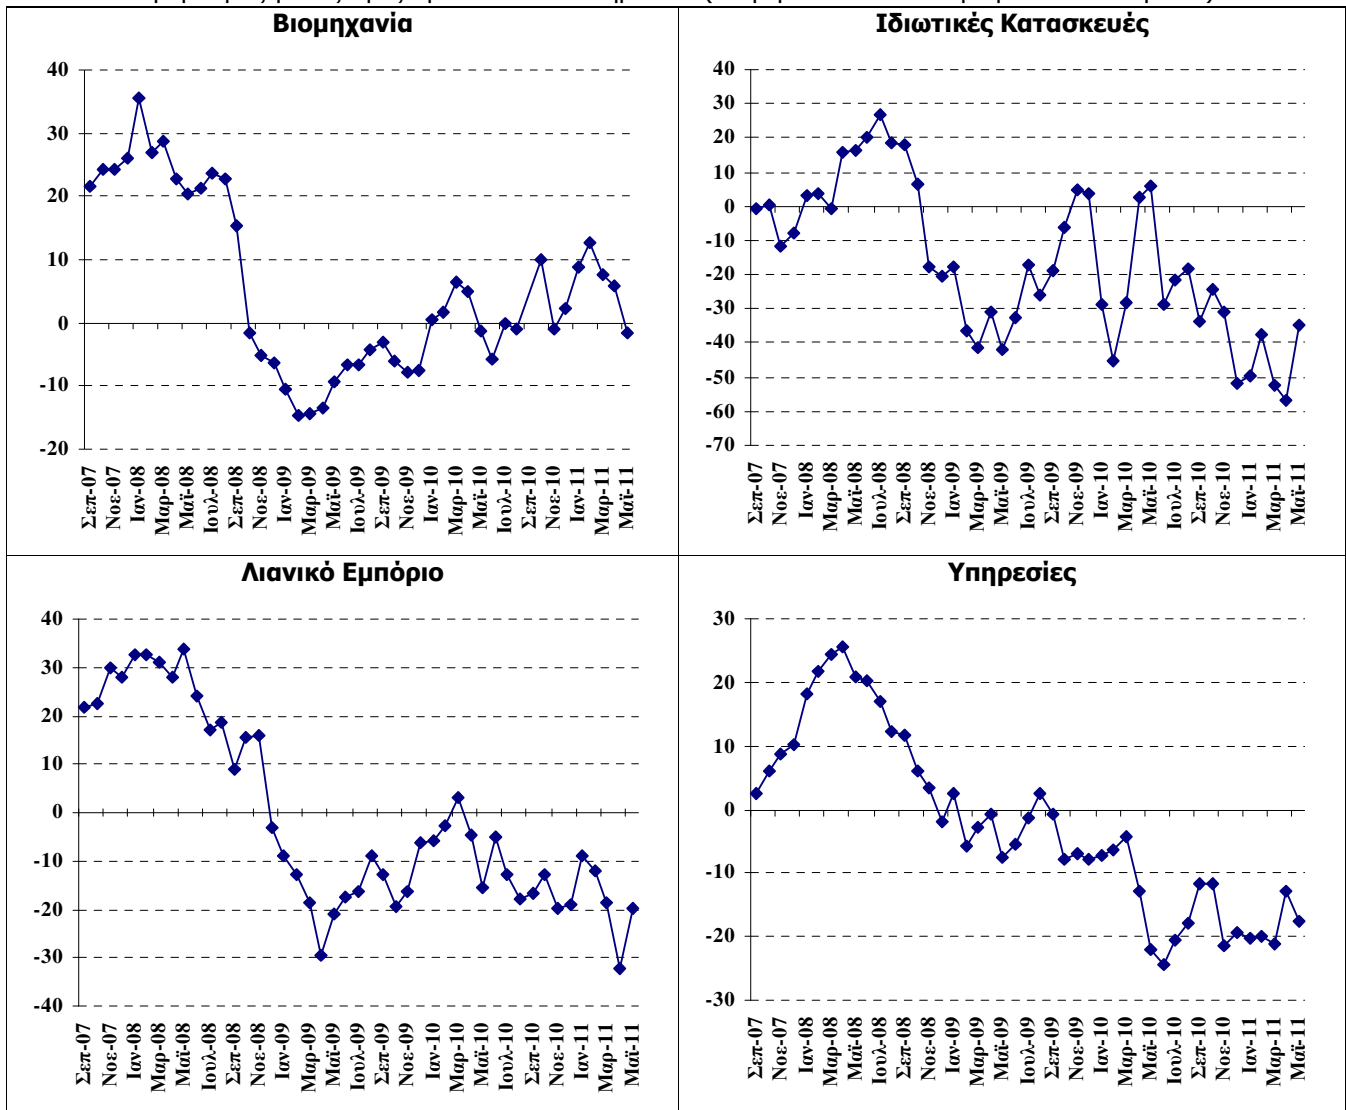 Βιομηχανία
40
30
20
10
0
-10
-20
Σεπ-07
Νοε-07
Ιαν-08
Μαρ-08
Μαϊ-08
Ιουλ-08
Σεπ-08
Νοε-08
Ιαν-09
Μαρ-09
Μαϊ-09
Ιουλ-09
Σεπ-09
Νοε-09
Ιαν-10
Μαρ-10
Μαϊ-10
Ιουλ-10
Σεπ-10
Νοε-10
Ιαν-11
Μαρ-11
Μαϊ-11
Ιδιωτικές Κατασκευές
40
30
20
10
0
-10
-20
-30
-40
-50
-60
-70
Σεπ-07
Νοε-07
Ιαν-08
Μαρ-08
Μαϊ-08
Ιουλ-08
Σεπ-08
Νοε-08
Ιαν-09
Μαρ-09
Μαϊ-09
Ιουλ-09
Σεπ-09
Νοε-09
Ιαν-10
Μαρ-10
Μαϊ-10
Ιουλ-10
Σεπ-10
Νοε-10
Ιαν-11
Μαρ-11
Μαϊ-11
Λιανικό Εμπόριο
40
30
20
10
0
-10
-20
-30
-40
Σεπ-07
Νοε-07
Ιαν-08
Μαρ-08
Μαϊ-08
Ιουλ-08
Σεπ-08
Νοε-08
Ιαν-09
Μαρ-09
Μαϊ-09
Ιουλ-09
Σεπ-09
Νοε-09
Ιαν-10
Μαρ-10
Μαϊ-10
Ιουλ-10
Σεπ-10
Νοε-10
Ιαν-11
Μαρ-11
Μαϊ-11
Υπηρεσίες
30
20
10
0
-10
-20
-30
Σεπ-07
Νοε-07
Ιαν-08
Μαρ-08
Μαϊ-08
Ιουλ-08
Σεπ-08
Νοε-08
Ιαν-09
Μαρ-09
Μαϊ-09
Ιουλ-09
Σεπ-09
Νοε-09
Ιαν-10
Μαρ-10
Μαϊ-10
Ιουλ-10
Σεπ-10
Νοε-10
Ιαν-11
Μαρ-11
Μαϊ-11